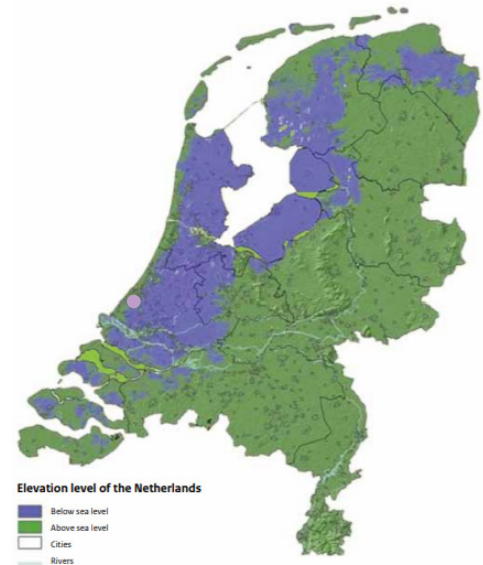 Elevation level of the Netherlands
Below sea level
Above sea level
Cities
Rivers